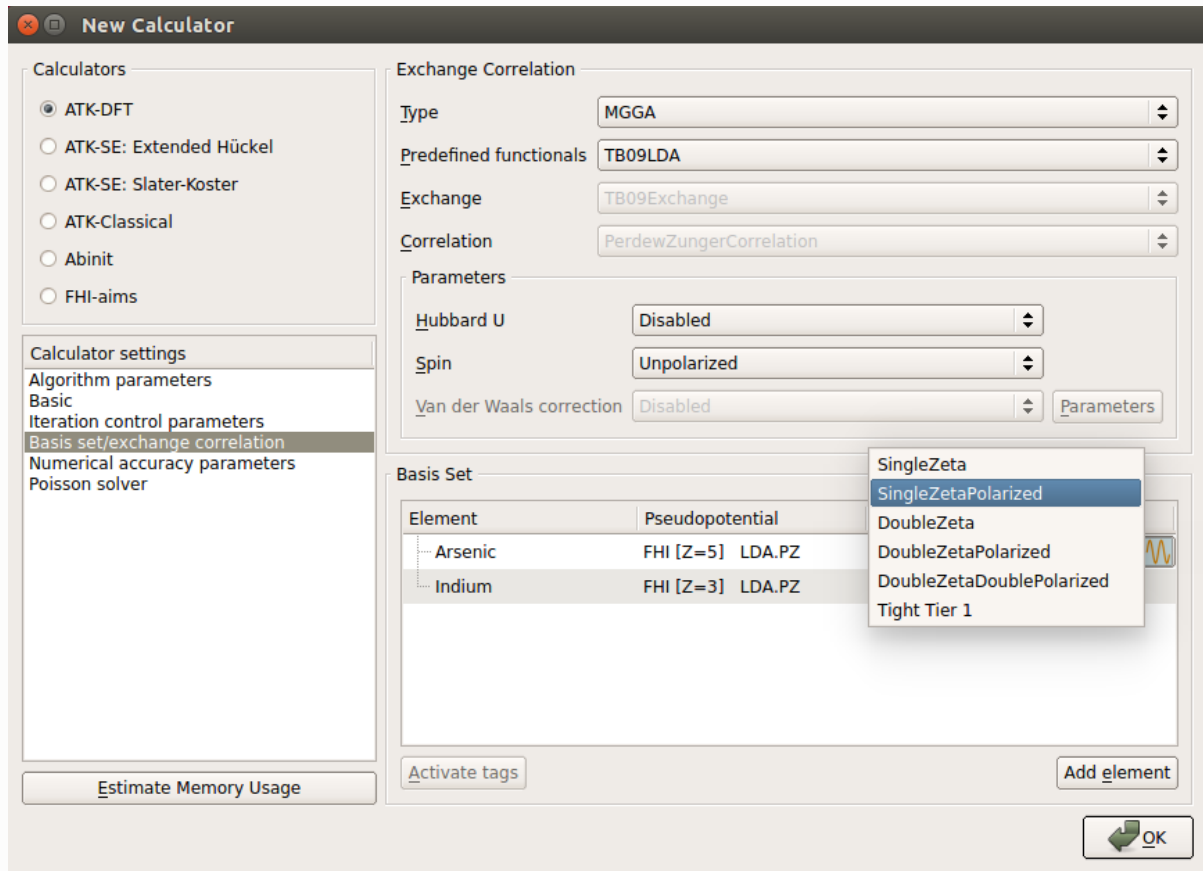 New Calculator
Calculators
ATK-DFT
ATK-SE: Extended Hückel
ATK-SE: Slater-Koster
ATK-Classical
Abinit
FHI-aims
Calculator settings
Algorithm parameters
Basic
Iteration control parameters
Basis set/exchange correlation
Numerical accuracy parameters
Poisson solver
Estimate Memory Usage
Exchange Correlation
Type MGGA
Predefined functionals TB09LDA
Exchange TB09Exchange
Correlation PerdewZungerCorrelation
Parameters
Hubbard U Disabled
Spin Unpolarized
Van der Waals correction Disabled Parameters
Basis Set
Element Pseudopotential
Arsenic FHI [Z=5] LDA.PZ
Indium FHI [Z=3] LDA.PZ
SingleZeta
SingleZetaPolarized
DoubleZeta
DoubleZetaPolarized
DoubleZetaDoublePolarized
Tight Tier 1
Activate tags Add element
OK